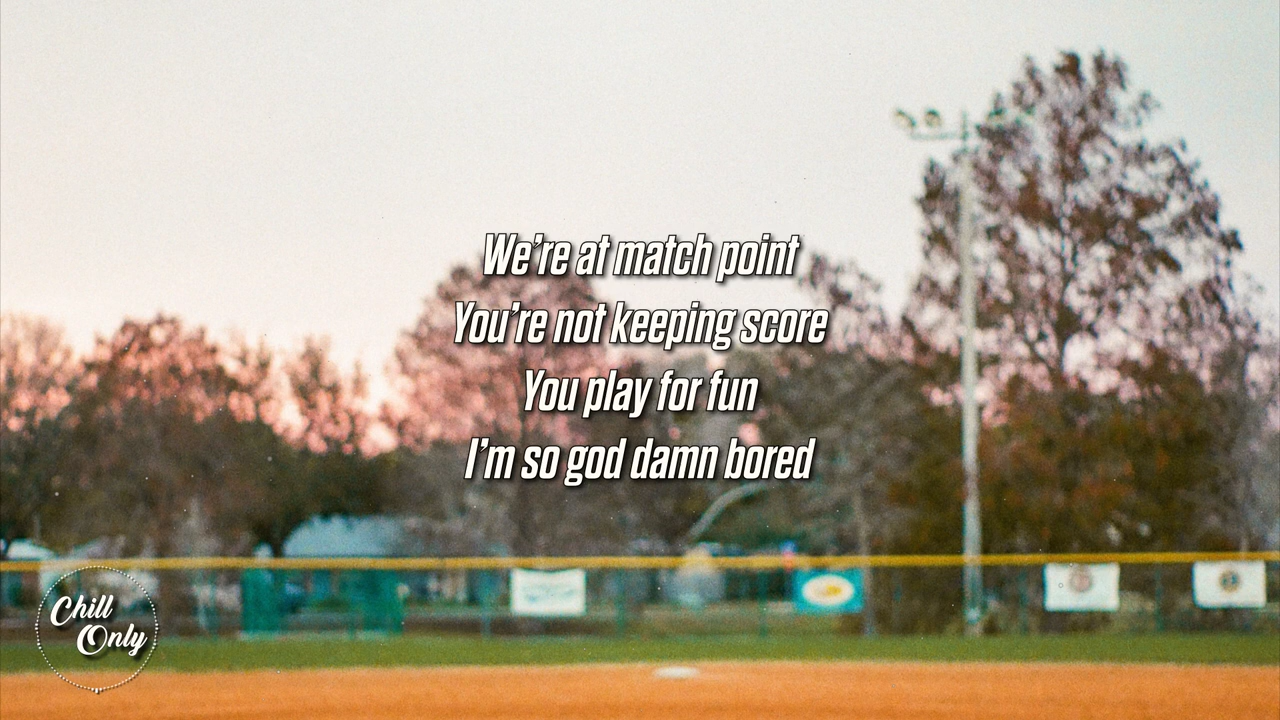 We're at match point
You're not keeping score
You play for fun
I'm so god damn bored
Chill
Only